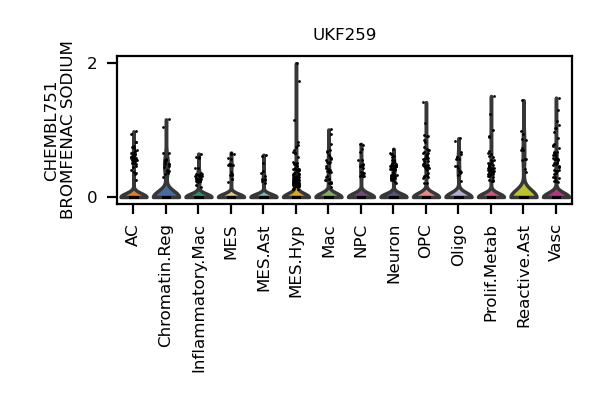 UKF259
CHEMBL751
BROMFENAC SODIUM
2
0
AC
Chromatin.Reg
Inflammatory.Mac
MES
MES.Ast
MES.Hyp
Mac
NPC
Neuron
OPC
Oligo
Prolif.Metab
Reactive.Ast
Vasc